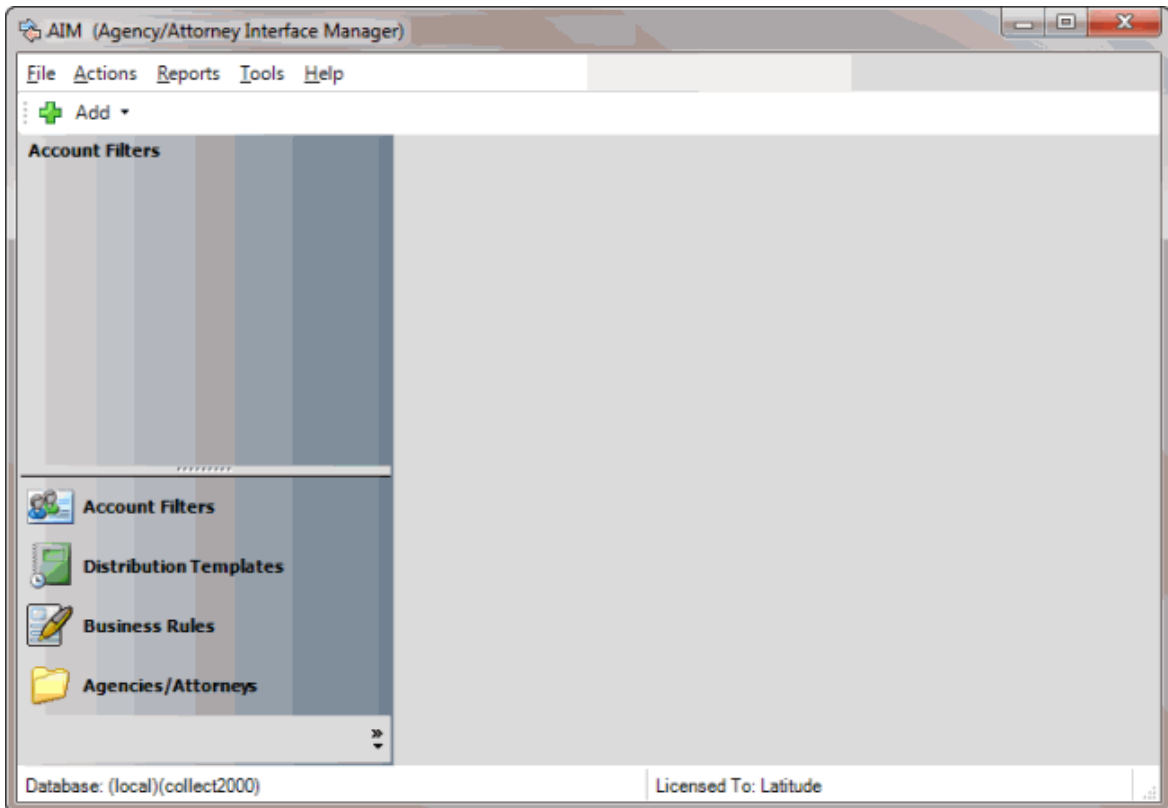 AIM (Agency/Attorney Interface Manager)
File Actions Reports Tools Help
Add
Account Filters
Account Filters
Distribution Templates
Business Rules
Agencies/Attorneys
Database: (local)(collect2000) Licensed To: Latitude